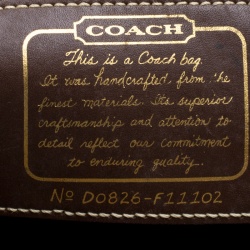 COACH
This is a Coach bag.
It was handcrafted from the
finest materials. Its superior
craftsmanship and attention to
detail reflect our commitment
to enduring quality.
No D0826-F11102